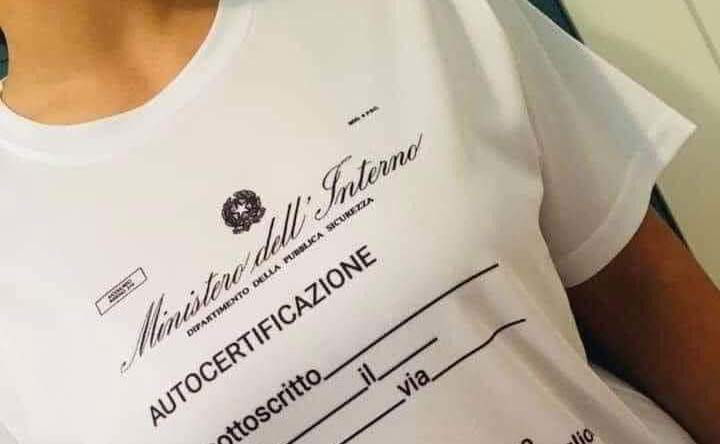 Ministero dell'Interno
DIPARTIMENTO DELLA PUBBLICA SICUREZZA
AUTOCERTIFICAZIONE
ottoscritto
il
via